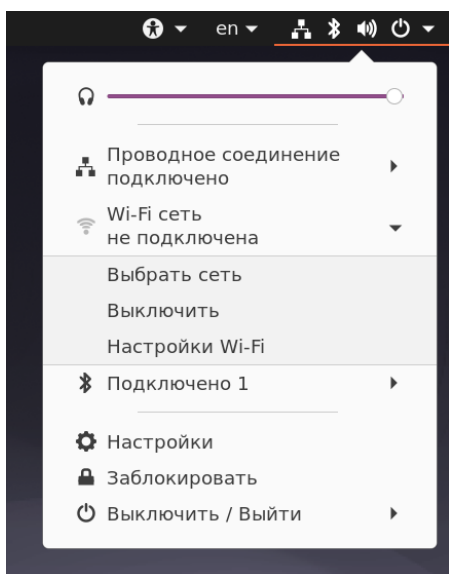 en
Проводное соединение
подключено
Wi-Fi сеть
не подключена
Выбрать сеть
Выключить
Настройки Wi-Fi
Подключено 1
Настройки
Заблокировать
Выключить / Выйти